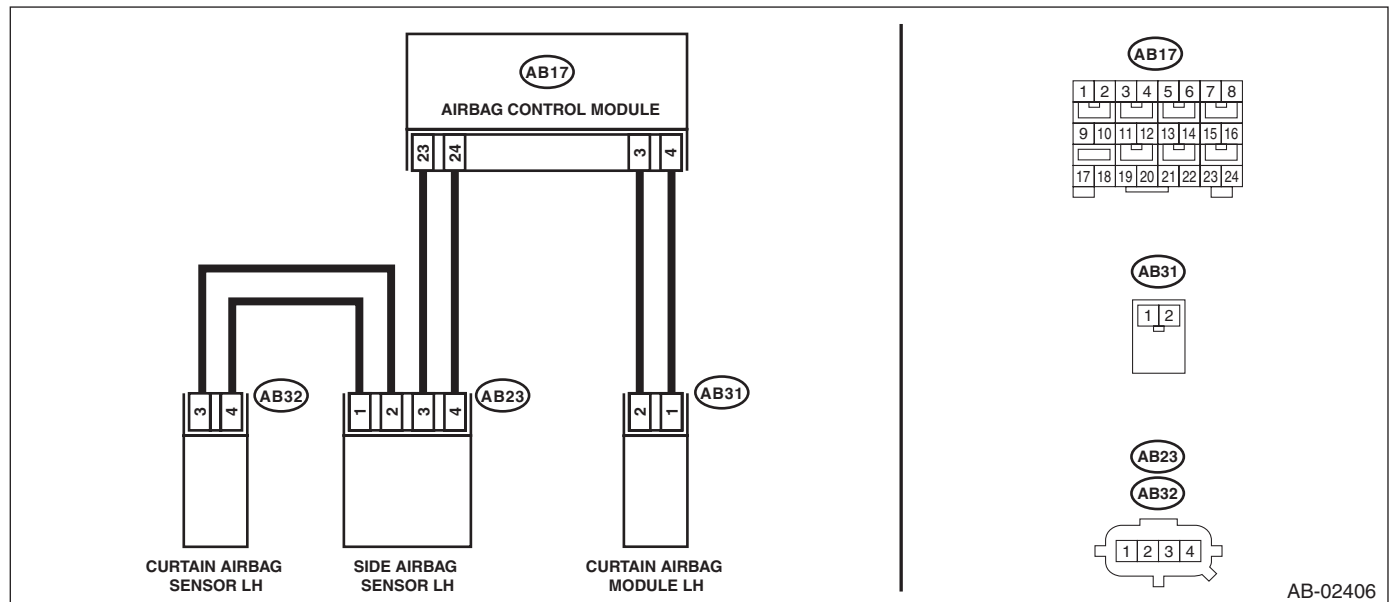 AB17
AIRBAG CONTROL MODULE
23 24 3 4
AB32 AB23 AB31
3 4 1 2 3 4 2 1
CURTAIN AIRBAG
SENSOR LH
SIDE AIRBAG
SENSOR LH
CURTAIN AIRBAG
MODULE LH
AB17
1 2 3 4 5 6 7 8
9 10 11 12 13 14 15 16
17 18 19 20 21 22 23 24
AB31
1 2
AB23
AB32
1 2 3 4
AB-02406